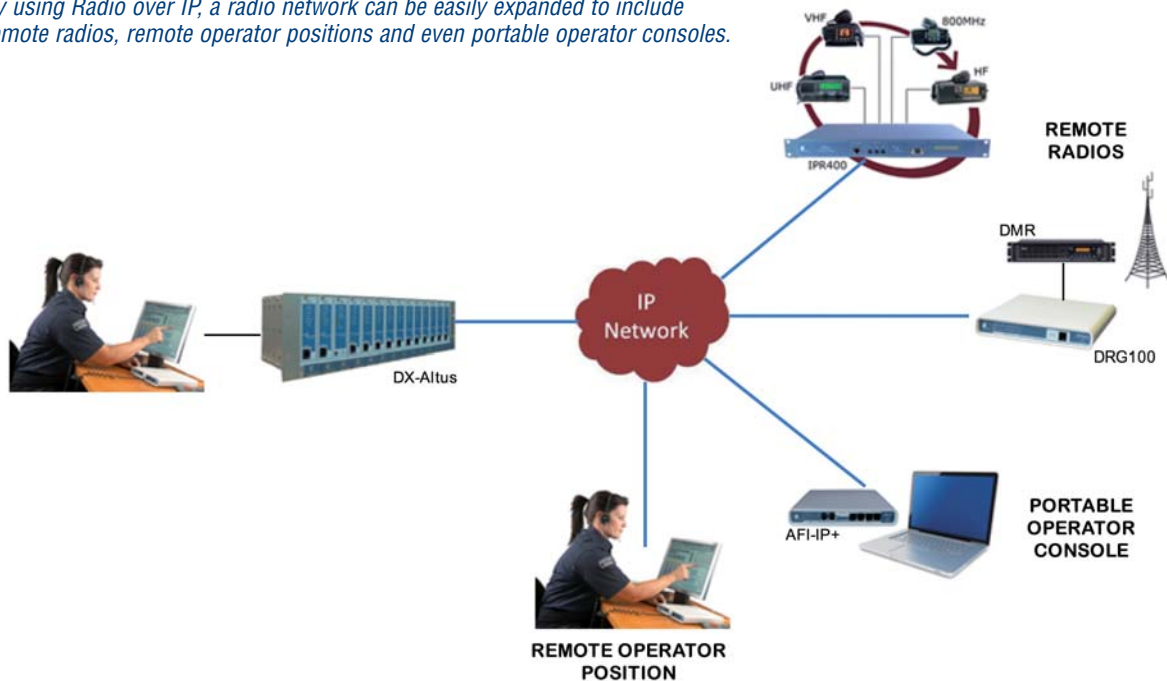 using Radio over IP, a radio network can be easily expanded to include
remote radios, remote operator positions and even portable operator consoles.
VHF
800MHz
UHF
HF
IPR400
REMOTE
RADIOS
DMR
DRG100
IP
Network
DX-Altus
AFI-IP+
PORTABLE
OPERATOR
CONSOLE
REMOTE OPERATOR
POSITION